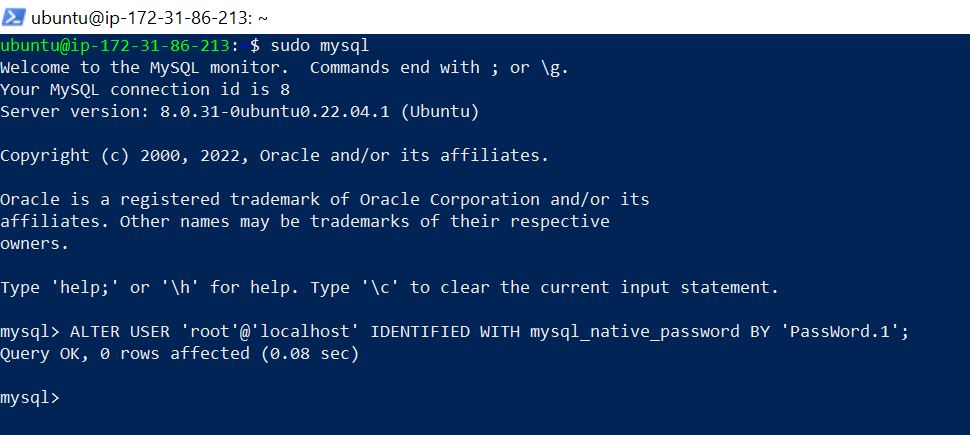 ubuntu@ip-172-31-86-213: ~
ubuntu@ip-172-31-86-213:~$ sudo mysql
Welcome to the MySQL monitor.  Commands end with ; or \g.
Your MySQL connection id is 8
Server version: 8.0.31-0ubuntu0.22.04.1 (Ubuntu)
Copyright (c) 2000, 2022, Oracle and/or its affiliates.
Oracle is a registered trademark of Oracle Corporation and/or its
affiliates. Other names may be trademarks of their respective
owners.
Type 'help;' or '\h' for help. Type '\c' to clear the current input statement.
mysql> ALTER USER 'root'@'localhost' IDENTIFIED WITH mysql_native_password BY 'PassWord.1';
Query OK, 0 rows affected (0.08 sec)
mysql>